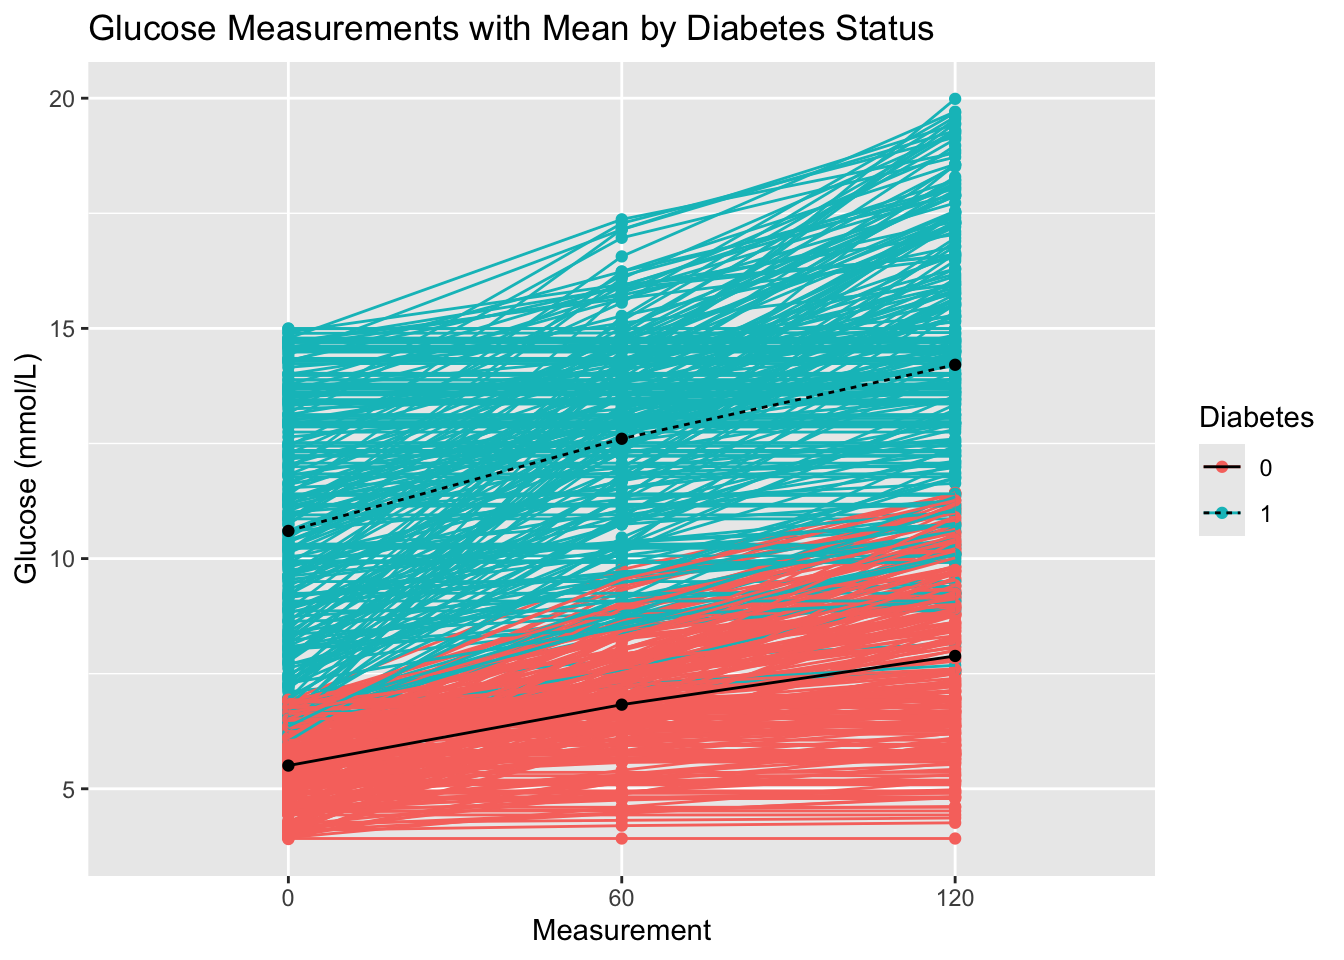 Glucose Measurements with Mean by Diabetes Status
20
15
10
5
Glucose (mmol/L)
0
60
120
Measurement
Diabetes
0
1